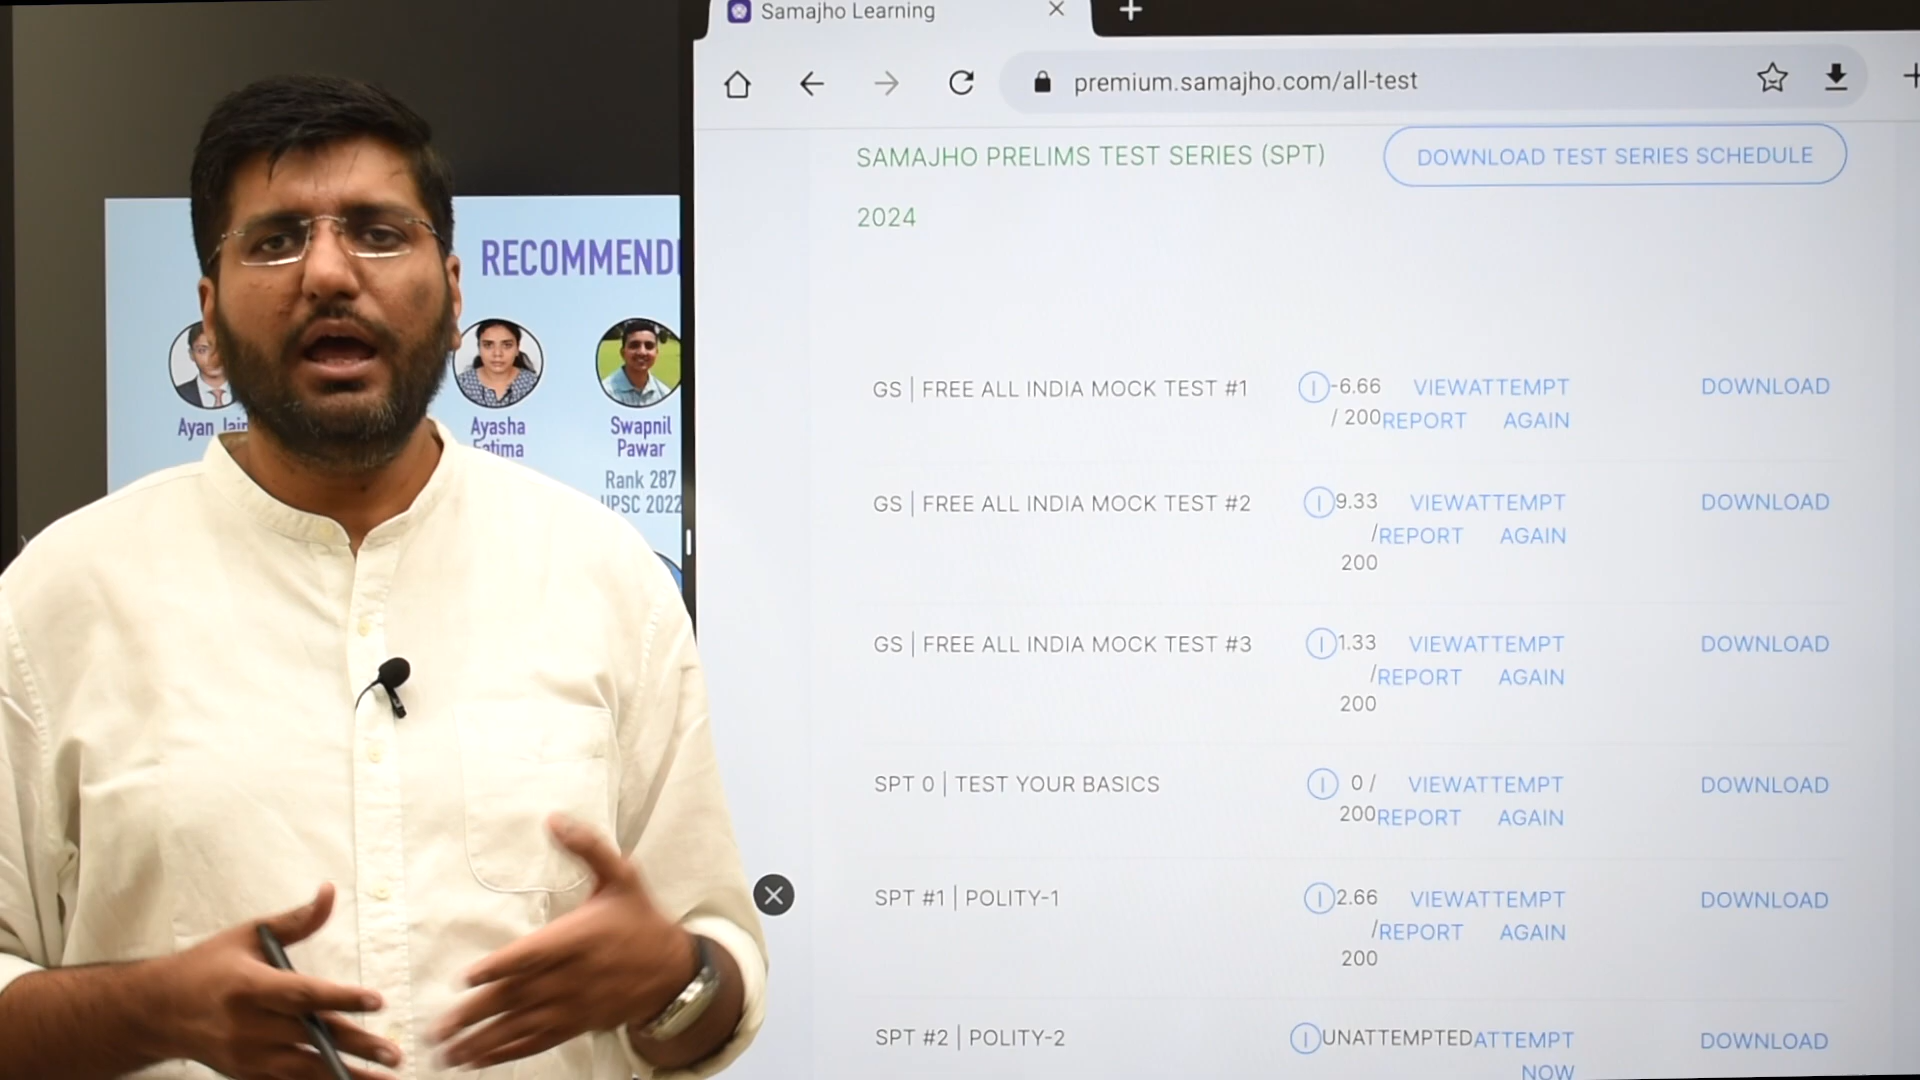 Samajho Learning
premium.samajho.com/all-test
SAMAJHO PRELIMS TEST SERIES (SPT)
2024
DOWNLOAD TEST SERIES SCHEDULE
RECOMMEND
Ayan Jain
Ayasha
Fatima
Swapnil
Pawar
Rank 287
UPSC 2022
GS | FREE ALL INDIA MOCK TEST #1
-6.66
/ 200
VIEW
REPORT
ATTEMPT
AGAIN
DOWNLOAD
GS | FREE ALL INDIA MOCK TEST #2
9.33
/
200
VIEW
REPORT
ATTEMPT
AGAIN
DOWNLOAD
GS | FREE ALL INDIA MOCK TEST #3
1.33
/
200
VIEW
REPORT
ATTEMPT
AGAIN
DOWNLOAD
SPT 0 | TEST YOUR BASICS
0 /
200
VIEW
REPORT
ATTEMPT
AGAIN
DOWNLOAD
SPT #1 | POLITY-1
2.66
/
200
VIEW
REPORT
ATTEMPT
AGAIN
DOWNLOAD
SPT #2 | POLITY-2
UNATTEMPTED
ATTEMPT
NOW
DOWNLOAD